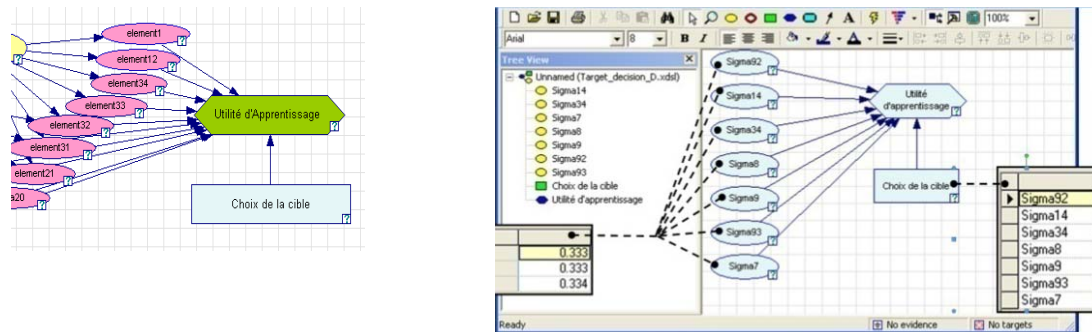 element1
element12
element34
element33
element32
element31
element21
a20
Utilité d'Apprentissage
Choix de la cible
100%
Arial
8
B I
A
Tree View
Unnamed (Target_decision_D.xdsl)
Sigma14
Sigma34
Sigma7
Sigma8
Sigma9
Sigma92
Sigma93
Choix de la cible
Utilité d'apprentissage
0.333
0.333
0.334
Sigma92
Sigma14
Sigma34
Sigma8
Sigma9
Sigma93
Sigma7
Utilité
d'apprentissage
Choix de la cible
Sigma92
Sigma14
Sigma34
Sigma8
Sigma9
Sigma93
Sigma7
Ready
No evidence
No targets